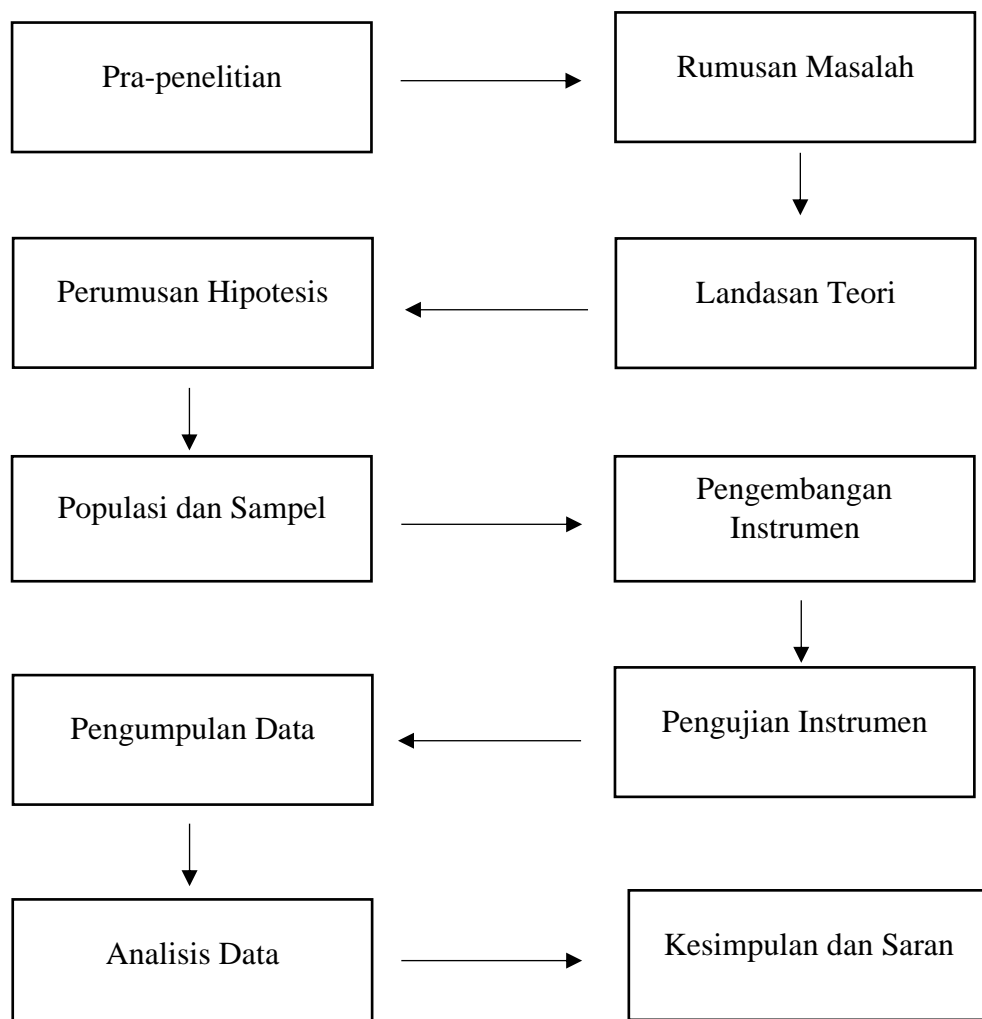 Pra-penelitian
Rumusan Masalah
Landasan Teori
Perumusan Hipotesis
Populasi dan Sampel
Pengembangan
Instrumen
Pengujian Instrumen
Pengumpulan Data
Analisis Data
Kesimpulan dan Saran